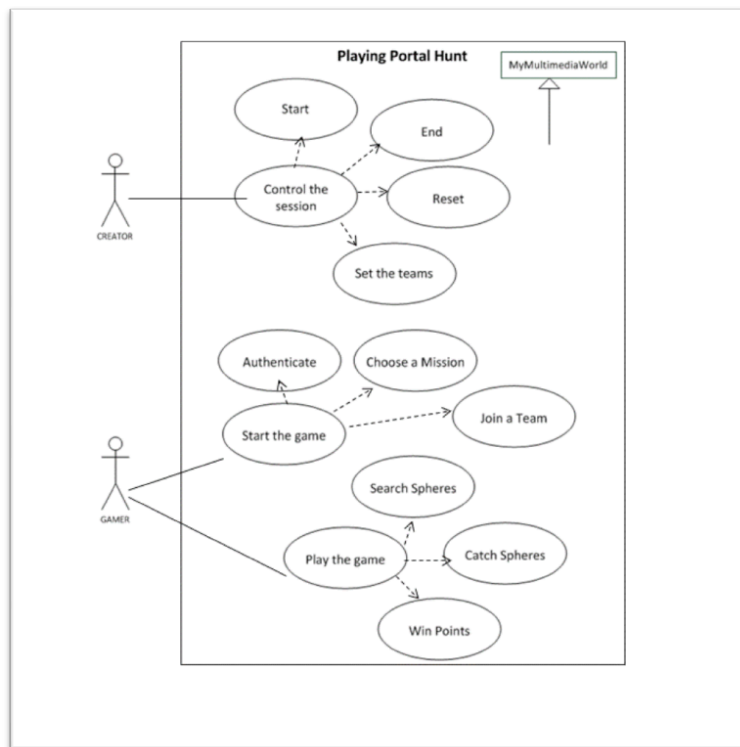 Playing Portal Hunt
MyMultimediaWorld
Start
End
Control the
session
Reset
CREATOR
Set the teams
Authenticate
Choose a Mission
Join a Team
Start the game
Search Spheres
GAMER
Catch Spheres
Play the game
Win Points